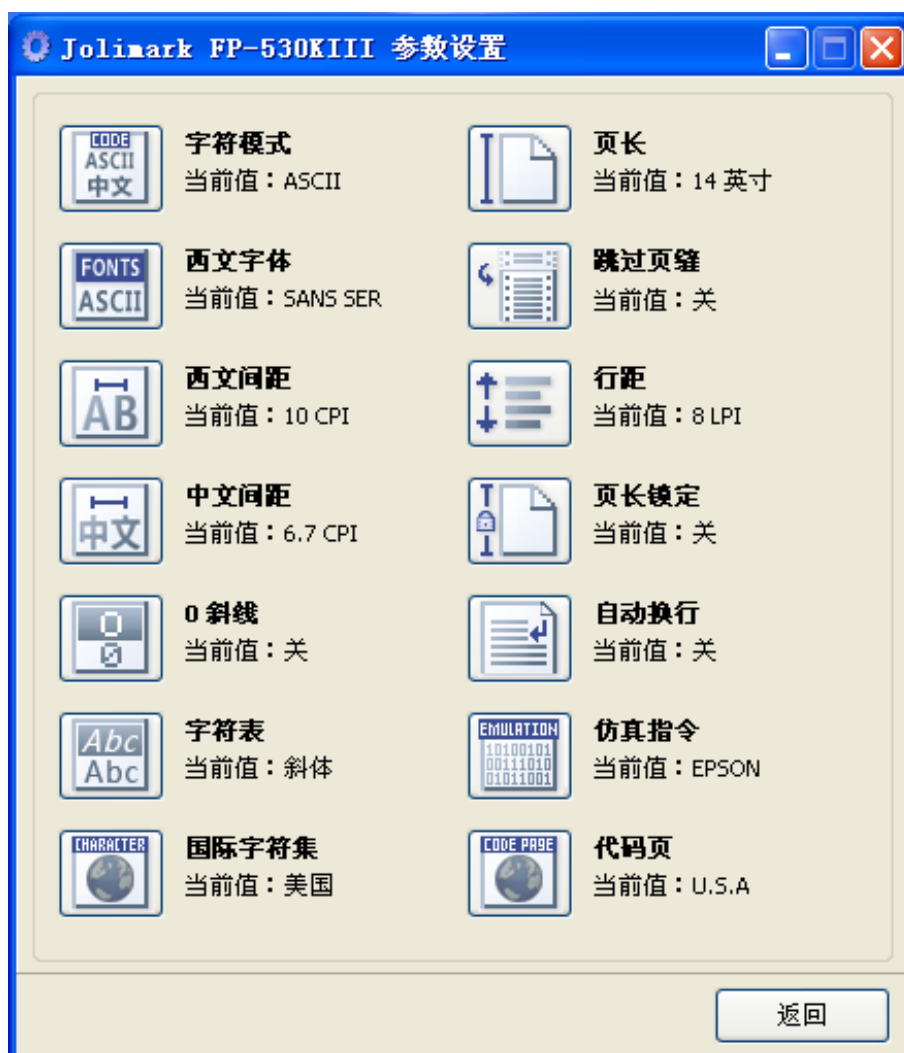 Jolimark FP-530KIII 参数设置
CODE
ASCII
中文
字符模式
当前值：ASCII
页长
当前值：14 英寸
FONTS
ASCII
西文字体
当前值：SANS SER
跳过页缝
当前值：关
AB
西文间距
当前值：10 CPI
行距
当前值：8 LPI
中文
中文间距
当前值：6.7 CPI
页长锁定
当前值：关
0
0
0 斜线
当前值：关
自动换行
当前值：关
Abc
Abc
字符表
当前值：斜体
EMULATION
10100101
00111010
01011001
仿真指令
当前值：EPSON
CHARACTER
国际字符集
当前值：美国
CODE PAGE
代码页
当前值：U.S.A
返回